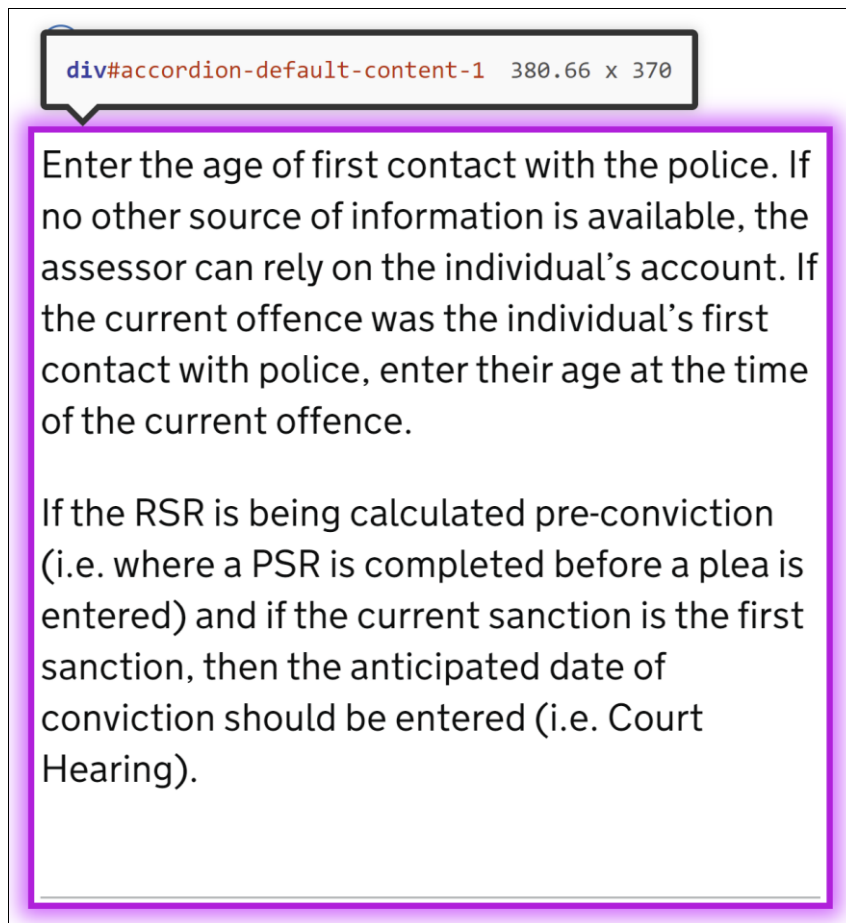 div#accordion-default-content-1 380.66 x 370
Enter the age of first contact with the police. If
no other source of information is available, the
assessor can rely on the individual’s account. If
the current offence was the individual’s first
contact with police, enter their age at the time
of the current offence.
If the RSR is being calculated pre-conviction
(i.e. where a PSR is completed before a plea is
entered) and if the current sanction is the first
sanction, then the anticipated date of
conviction should be entered (i.e. Court
Hearing).